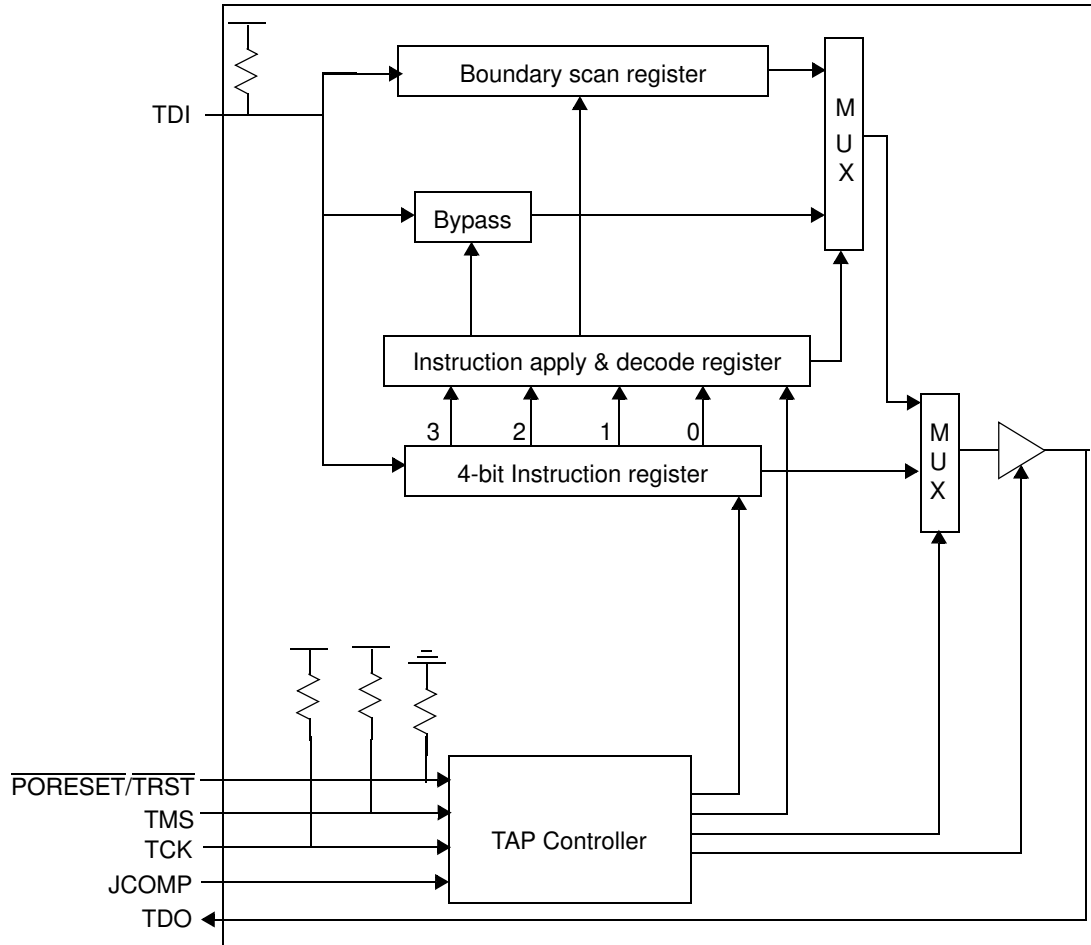 Boundary scan register
TDI
M
U
X
Bypass
Instruction apply & decode register
3 2 1 0
4-bit Instruction register
M
U
X
PORESET/TRST
TMS
TAP Controller
TCK
JCOMP
TDO